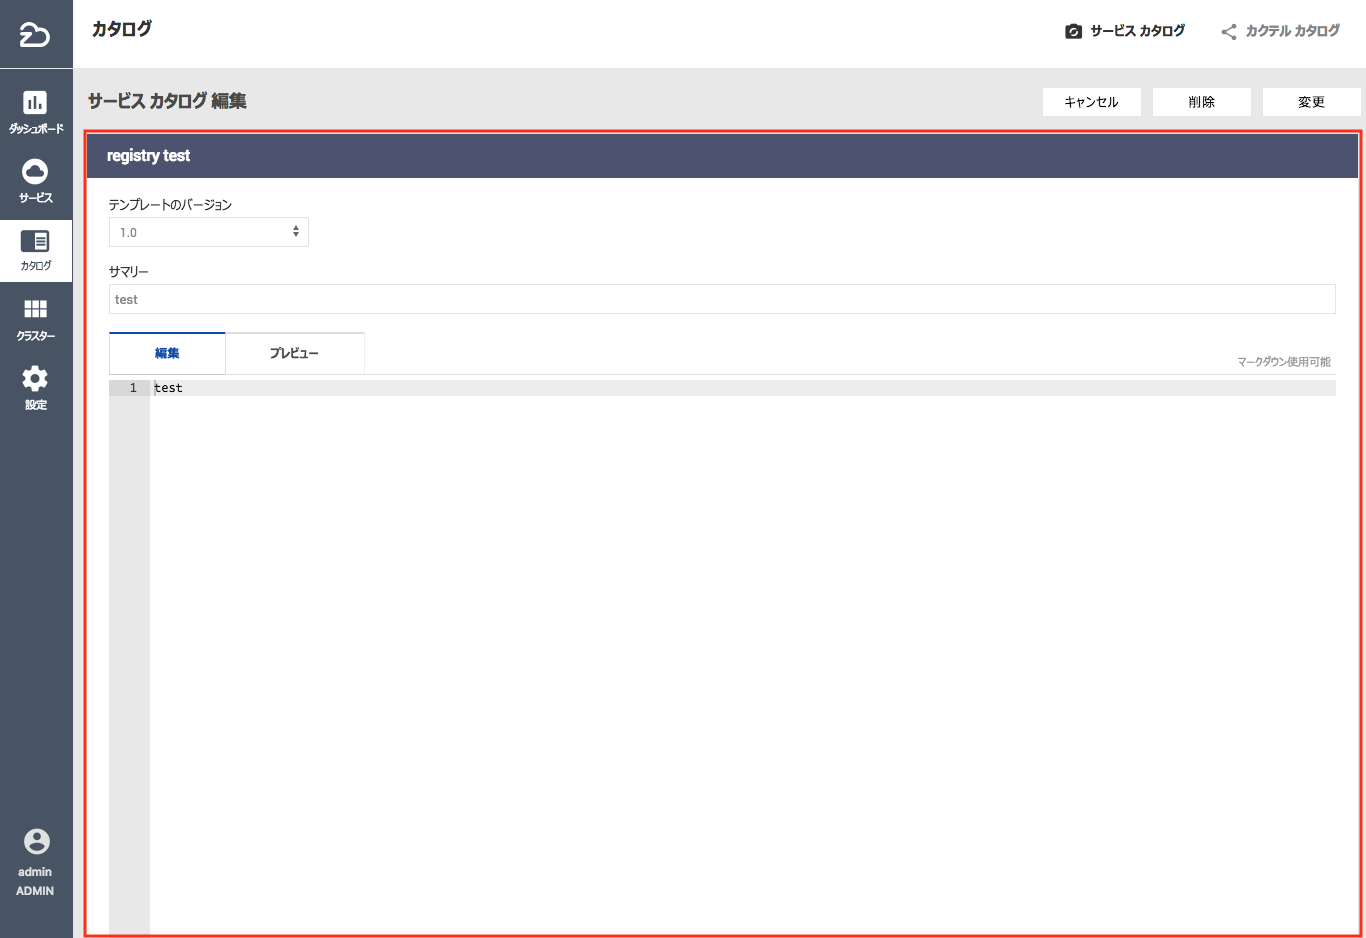 カタログ
サービス カタログ
カクテル カタログ
ダッシュボード
サービス
カタログ
クラスター
設定
admin
ADMIN
サービス カタログ 編集
キャンセル
削除
変更
registry test
テンプレートのバージョン
1.0
サマリー
test
編集
プレビュー
マークダウン使用可能
1 test